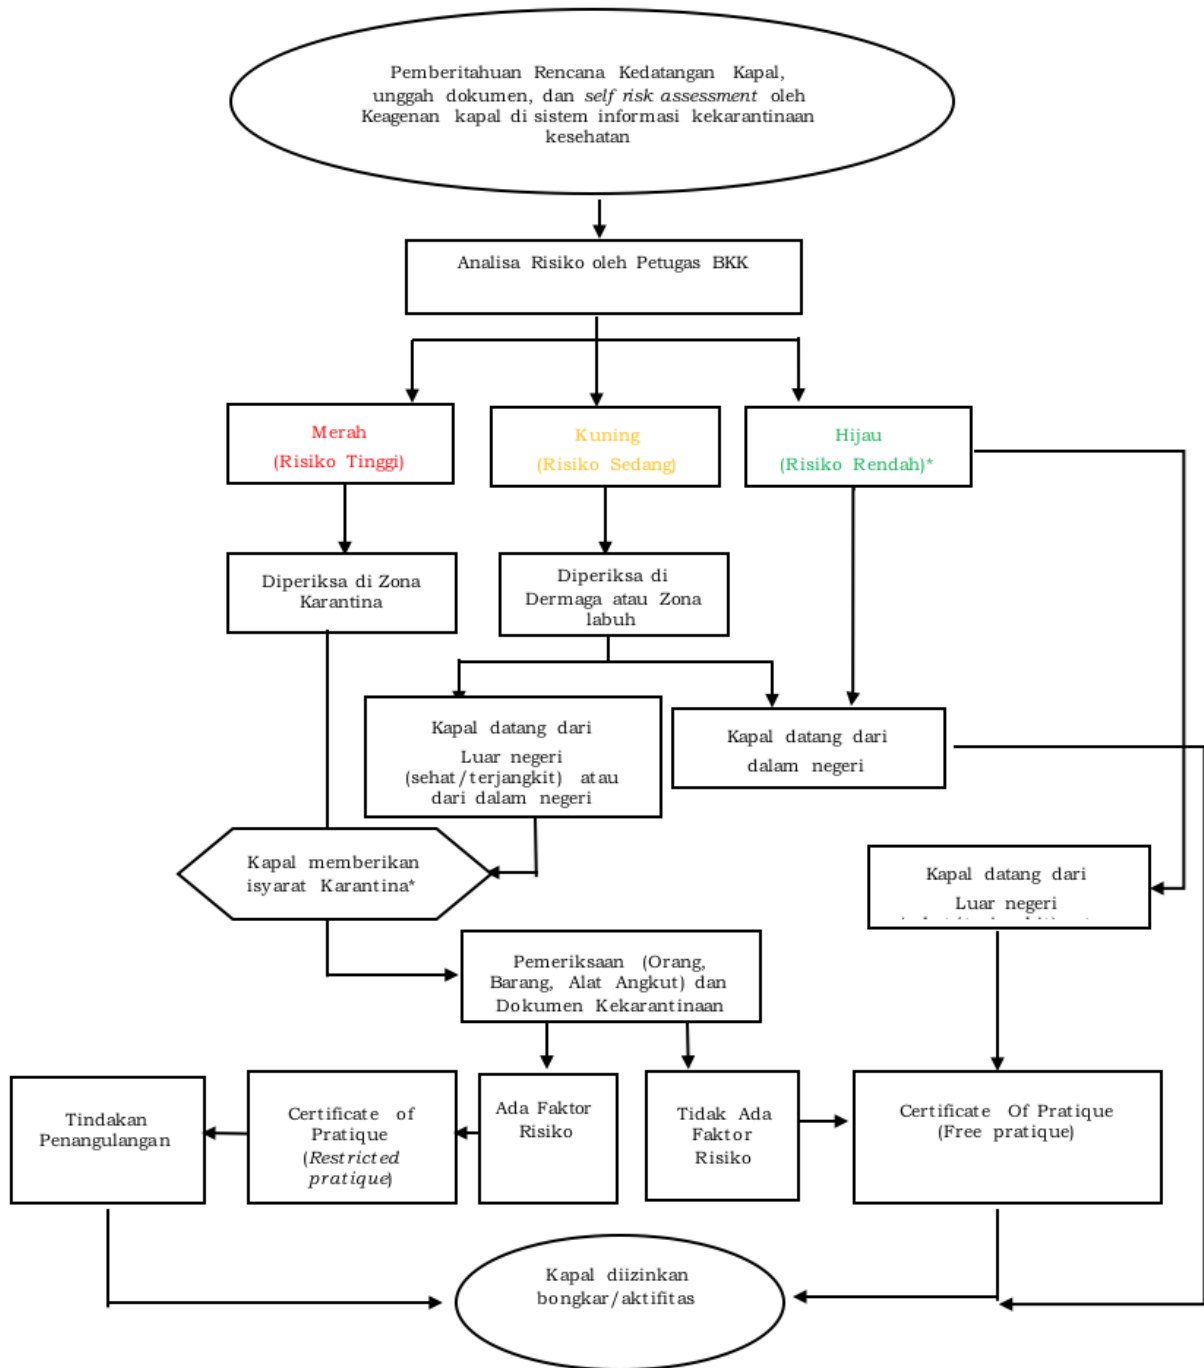 Pemberitahuan Rencana Kedatangan Kapal,
unggah dokumen, dan self risk assessment oleh
Keagenan kapal di sistem informasi kekarantinaan
kesehatan
Analisa Risiko oleh Petugas BKK
Merah
(Risiko Tinggi)
Kuning
(Risiko Sedang)
Hijau
(Risiko Rendah)*
Diperiksa di Zona
Karantina
Diperiksa di
Dermaga atau Zona
labuh
Kapal datang dari
Luar negeri
(sehat/terjangkit) atau
dari dalam negeri
Kapal datang dari
dalam negeri
Kapal memberikan
isyarat Karantina*
Kapal datang dari
Luar negeri
Pemeriksaan (Orang,
Barang, Alat Angkut) dan
Dokumen Kekarantinaan
Tindakan
Penangulangan
Certificate of
Pratique
(Restricted
pratique)
Ada Faktor
Risiko
Tidak Ada
Faktor
Risiko
Certificate Of Pratique
(Free pratique)
Kapal diizinkan
bongkar/aktifitas